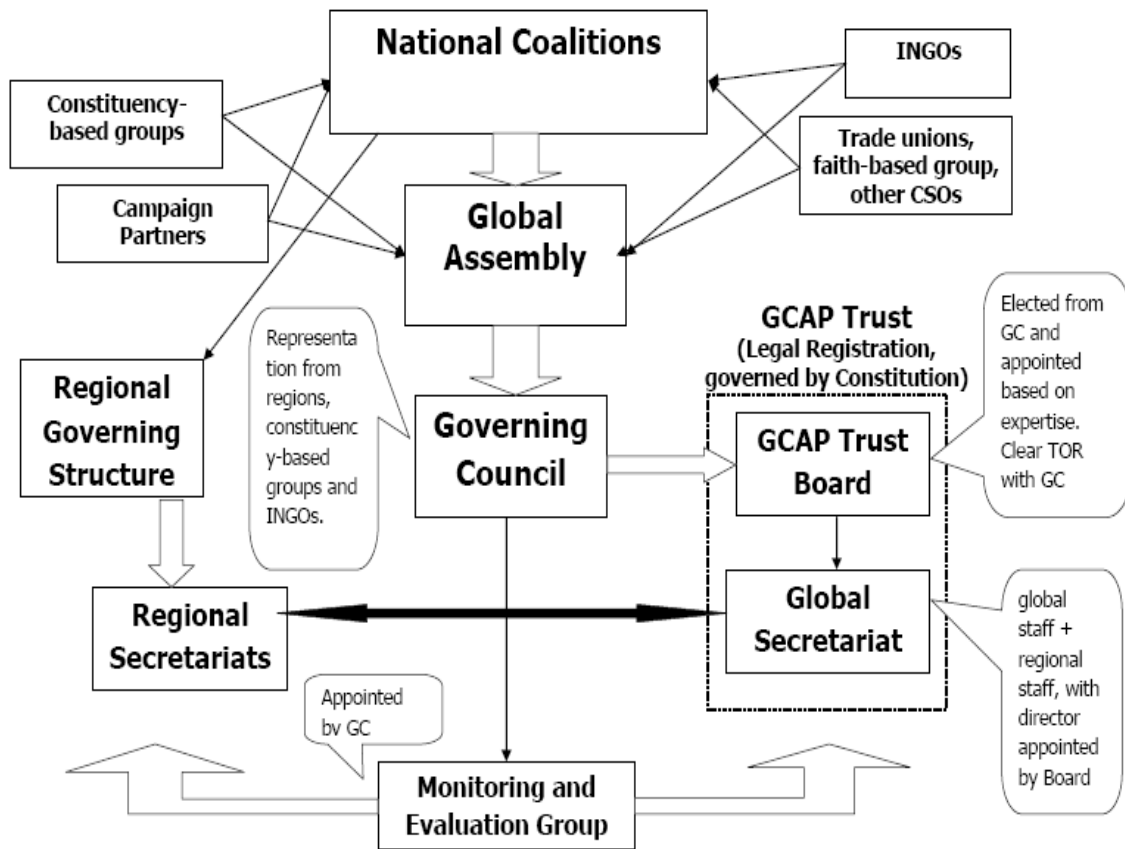 National Coalitions
INGOs
Constituency-
based groups
Trade unions,
faith-based group,
other CSOs
Campaign
Partners
Global
Assembly
Representa
tion from
regions,
constituenc
y-based
groups and
INGOs.
GCAP Trust
(Legal Registration,
governed by Constitution)
Elected from
GC and
appointed
based on
expertise.
Clear TOR
with GC
Regional
Governing
Structure
Governing
Council
GCAP Trust
Board
Regional
Secretariats
Global
Secretariat
global
staff +
regional
staff, with
director
appointed
by Board
Appointed
by GC
Monitoring and
Evaluation Group